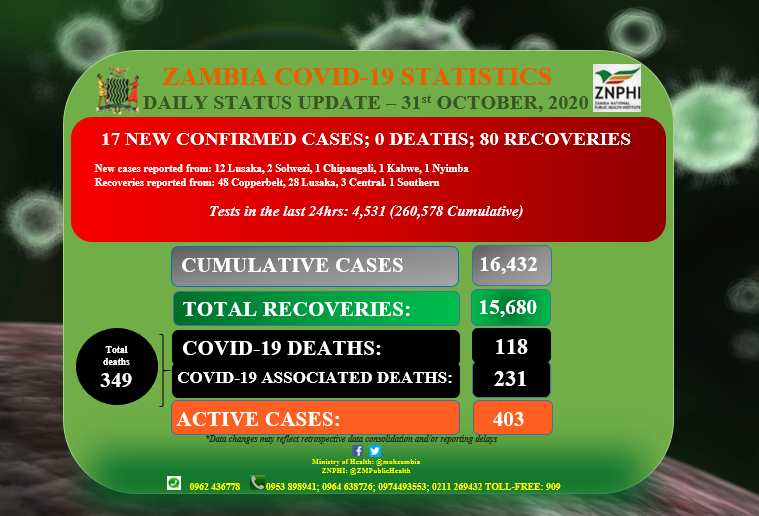 ZAMBIA COVID-19 STATISTICS
DAILY STATUS UPDATE – 31st OCTOBER, 2020
ZNPHI
ZAMBIA NATIONAL
PUBLIC HEALTH INSTITUTE
17 NEW CONFIRMED CASES; 0 DEATHS; 80 RECOVERIES
New cases reported from: 12 Lusaka, 2 Solwezi, 1 Chipangali, 1 Kabwe, 1 Nyimba
Recoveries reported from: 48 Copperbelt, 28 Lusaka, 3 Central. 1 Southern
Tests in the last 24hrs: 4,531 (260,578 Cumulative)
CUMULATIVE CASES 16,432
TOTAL RECOVERIES: 15,680
Total
deaths
349
COVID-19 DEATHS: 118
COVID-19 ASSOCIATED DEATHS: 231
ACTIVE CASES: 403
*Data changes may reflect retrospective data consolidation and/or reporting delays
Ministry of Health: @mohzambia
ZNPHI: @ZMPublicHealth
0962 436778 0953 898941; 0964 638726; 0974493553; 0211 269432 TOLL-FREE: 909